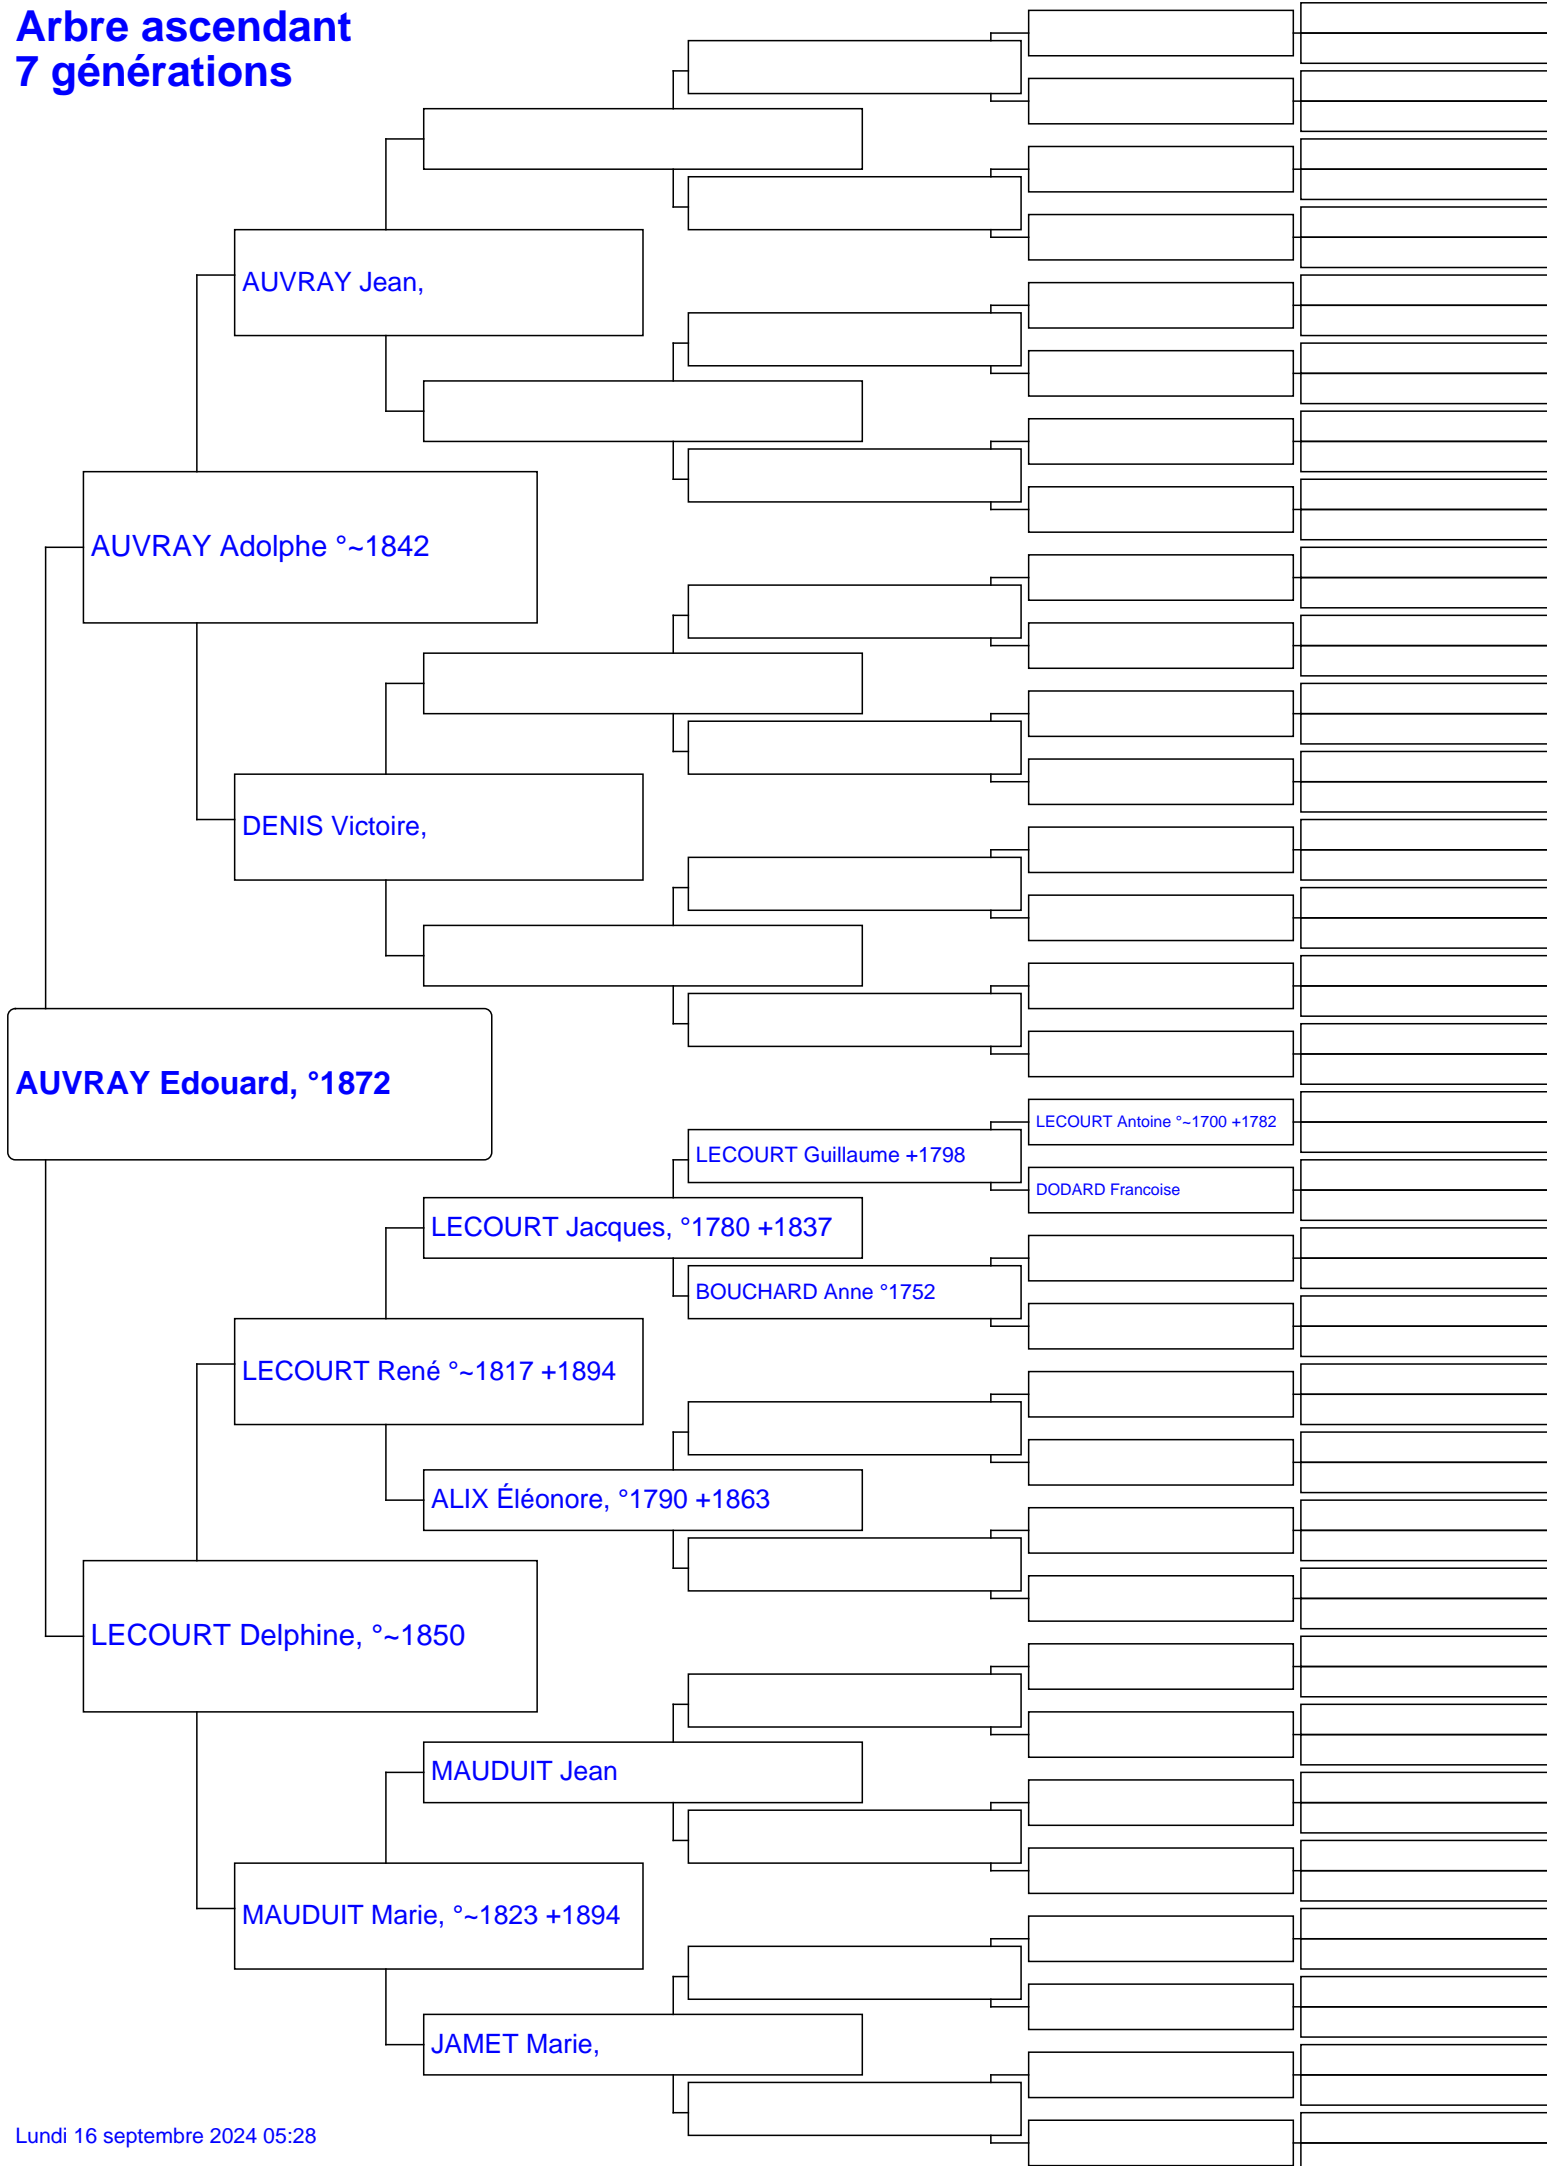 Arbre ascendant
7 générations
AUVRAY Jean,
AUVRAY Adolphe °~1842
DENIS Victoire,
AUVRAY Edouard, °1872
LECOURT Antoine °~1700 +1782
LECOURT Guillaume +1798
DODARD Francoise
LECOURT Jacques, °1780 +1837
BOUCHARD Anne °1752
LECOURT René °~1817 +1894
ALIX Éléonore, °1790 +1863
LECOURT Delphine, °~1850
MAUDUIT Jean
MAUDUIT Marie, °~1823 +1894
JAMET Marie,
Lundi 16 septembre 2024 05:28